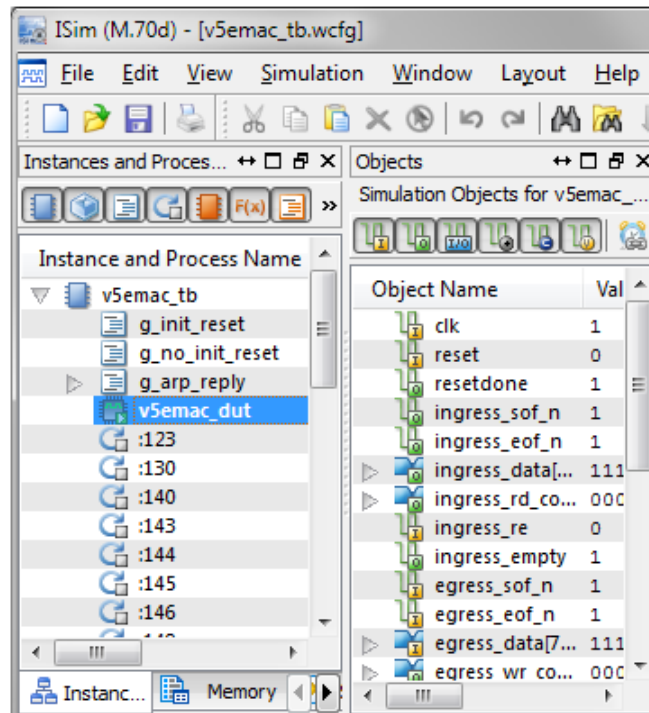 ISim (M.70d) - [v5emac_tb.wcfg]
File Edit View Simulation Window Layout Help
Instances and Proces...
F(x)
»
Instance and Process Name
v5emac_tb
g_init_reset
g_no_init_reset
g_arp_reply
v5emac_dut
:123
:130
:140
:143
:144
:145
:146
Instanc... Memory
Objects
Simulation Objects for v5emac_...
I O I/O C
Object Name Val
clk 1
reset 0
resetdone 1
ingress_sof_n 1
ingress_eof_n 1
ingress_data[... 111
ingress_rd_co... 000
ingress_re 0
ingress_empty 1
egress_sof_n 1
egress_eof_n 1
egress_data[7... 111
egress_wr_co... 000